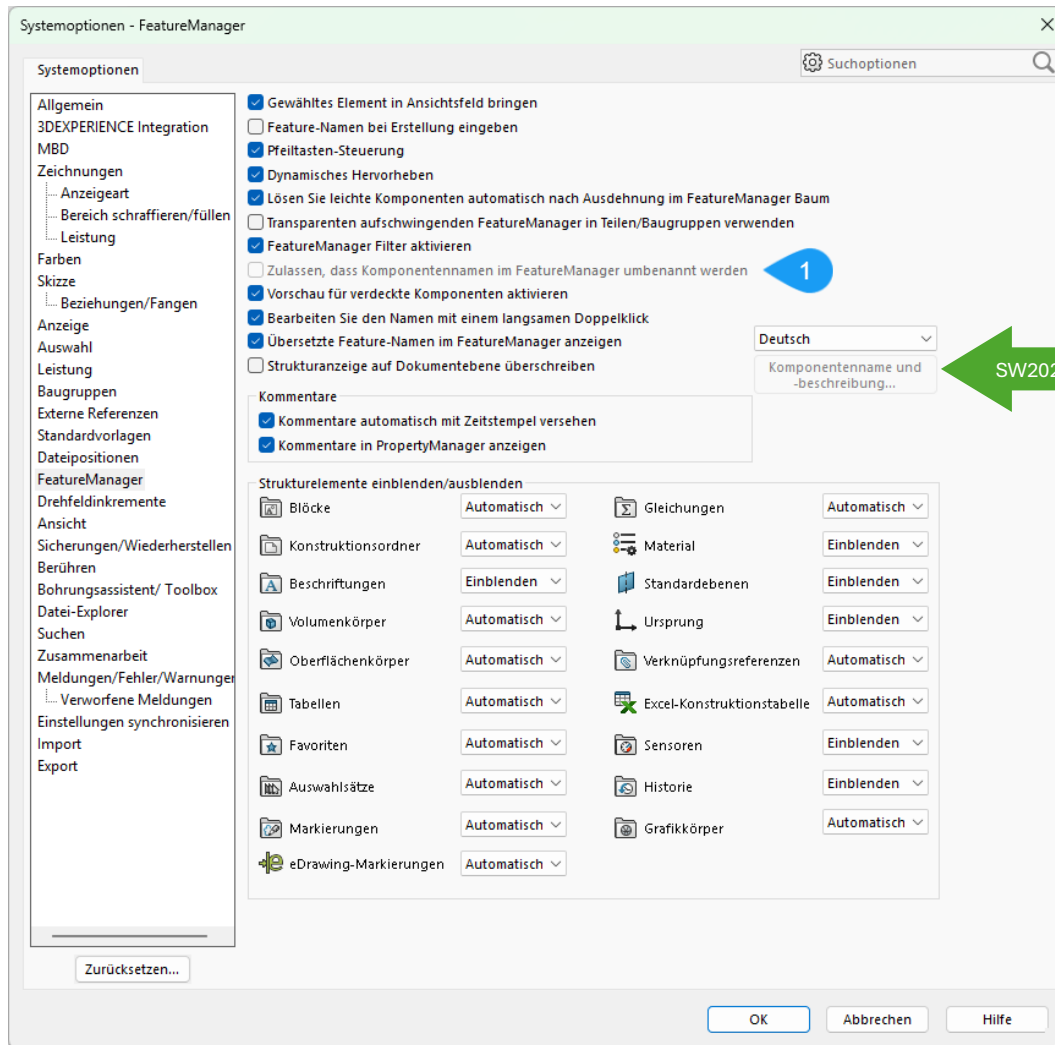 Systemoptionen - FeatureManager
Systemoptionen
Suchoptionen
Allgemein
3DEXPERIENCE Integration
MBD
Zeichnungen
Anzeigeart
Bereich schraffieren/füllen
Leistung
Farben
Skizze
Beziehungen/Fangen
Anzeige
Auswahl
Leistung
Baugruppen
Externe Referenzen
Standardvorlagen
Dateipositionen
FeatureManager
Drehfeldinkremente
Ansicht
Sicherungen/Wiederherstellen
Berühren
Bohrungsassistent/ Toolbox
Datei-Explorer
Suchen
Zusammenarbeit
Meldungen/Fehler/Warnunger
Verworfene Meldungen
Einstellungen synchronisieren
Import
Export
Zurücksetzen...
Gewähltes Element in Ansichtsfeld bringen
Feature-Namen bei Erstellung eingeben
Pfeiltasten-Steuerung
Dynamisches Hervorheben
Lösen Sie leichte Komponenten automatisch nach Ausdehnung im FeatureManager Baum
Transparenten aufschwingenden FeatureManager in Teilen/Baugruppen verwenden
FeatureManager Filter aktivieren
Zulassen, dass Komponentennamen im FeatureManager umbenannt werden
1
Vorschau für verdeckte Komponenten aktivieren
Bearbeiten Sie den Namen mit einem langsamen Doppelklick
Übersetzte Feature-Namen im FeatureManager anzeigen
Deutsch
Strukturanzeige auf Dokumentebene überschreiben
Komponentenname und
-beschreibung...
SW202
Kommentare
Kommentare automatisch mit Zeitstempel versehen
Kommentare in PropertyManager anzeigen
Strukturelemente einblenden/ausblenden
Blöcke Automatisch Gleichungen Automatisch
Konstruktionsordner Automatisch Material Einblenden
Beschriftungen Einblenden Standardebenen Einblenden
Volumenkörper Automatisch Ursprung Einblenden
Oberflächenkörper Automatisch Verknüpfungsreferenzen Automatisch
Tabellen Automatisch Excel-Konstruktionstabelle Automatisch
Favoriten Automatisch Sensoren Einblenden
Auswahlsätze Automatisch Historie Einblenden
Markierungen Automatisch Grafikkörper Automatisch
eDrawing-Markierungen Automatisch
OK Abbrechen Hilfe